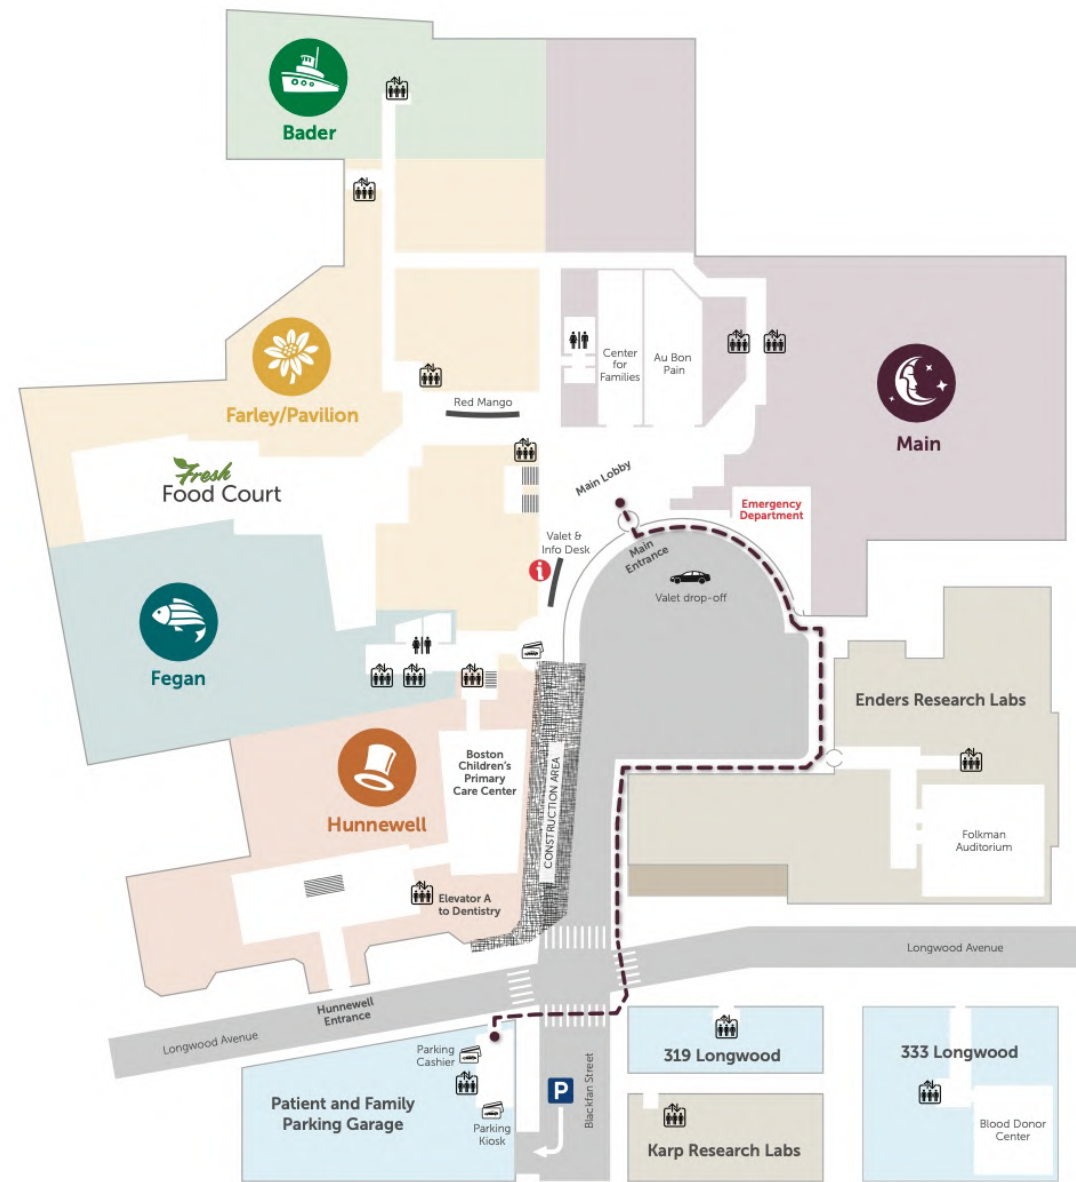 Bader
Farley/Pavilion
Red Mango
Center
for
Families
Au Bon
Pain
Main
Fresh
Food Court
Main Lobby
Emergency
Department
Valet &
Info Desk
i
Main
Entrance
Valet drop-off
Fegan
Enders Research Labs
Boston
Children's
Primary
Care Center
CONSTRUCTION AREA
Hunnewell
Folkman
Auditorium
Elevator A
to Dentistry
Longwood Avenue
Hunnewell
Entrance
Longwood Avenue
Parking
Cashier
319 Longwood
333 Longwood
P
Blackfan Street
Patient and Family
Parking Garage
Parking
Kiosk
Karp Research Labs
Blood Donor
Center